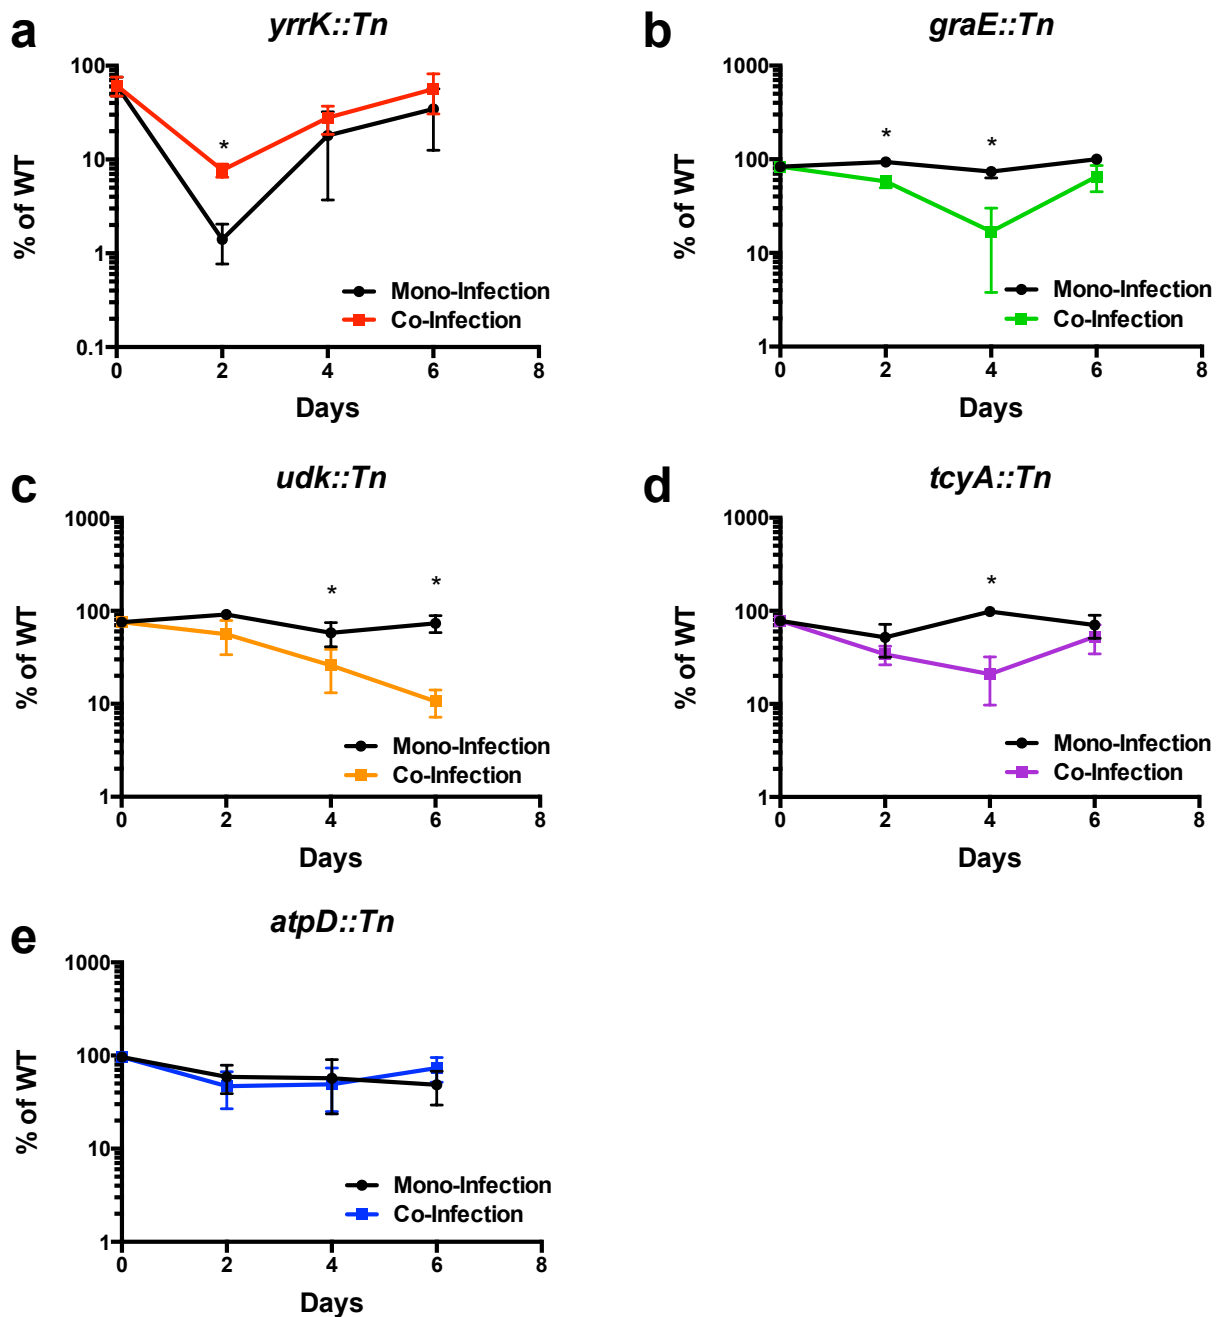 a
yrrK::Tn
100
10
1
0.1
% of WT
*
Mono-Infection
Co-Infection
0 2 4 6 8
Days
b
graE::Tn
1000
100
10
1
% of WT
* *
Mono-Infection
Co-Infection
0 2 4 6 8
Days
c
udk::Tn
1000
100
10
1
% of WT
* *
Mono-Infection
Co-Infection
0 2 4 6 8
Days
d
tcyA::Tn
1000
100
10
1
% of WT
*
Mono-Infection
Co-Infection
0 2 4 6 8
Days
e
atpD::Tn
1000
100
10
1
% of WT
Mono-Infection
Co-Infection
0 2 4 6 8
Days